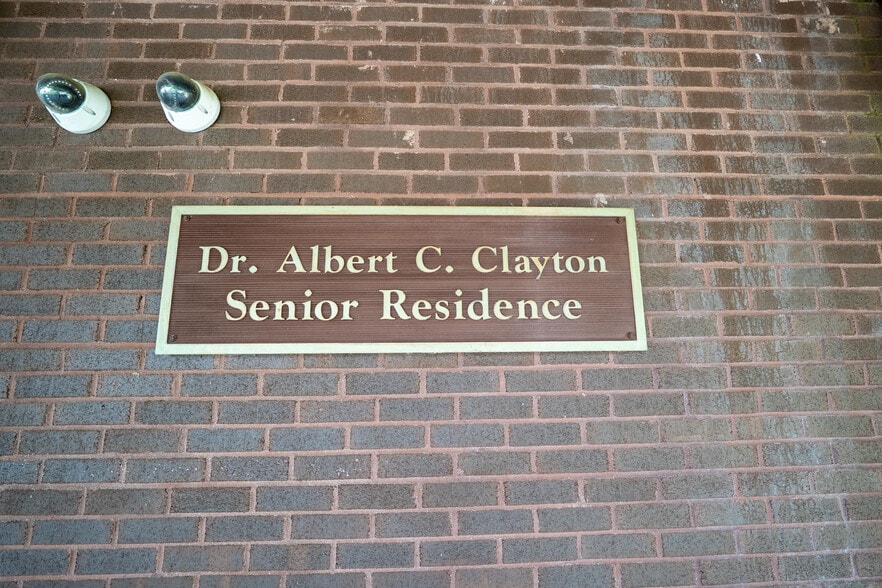 Dr. Albert C. Clayton
Senior Residence